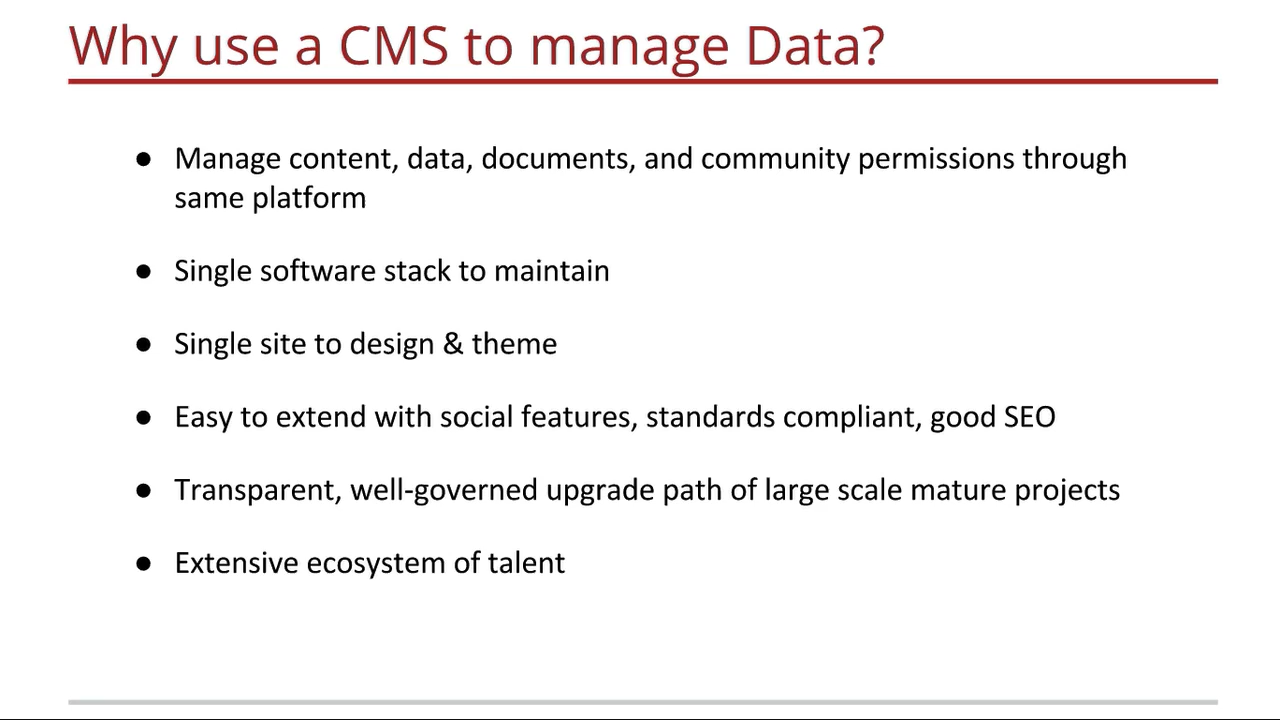 Why use a CMS to manage Data?
● Manage content, data, documents, and community permissions through
same platform
● Single software stack to maintain
● Single site to design & theme
● Easy to extend with social features, standards compliant, good SEO
● Transparent, well-governed upgrade path of large scale mature projects
● Extensive ecosystem of talent